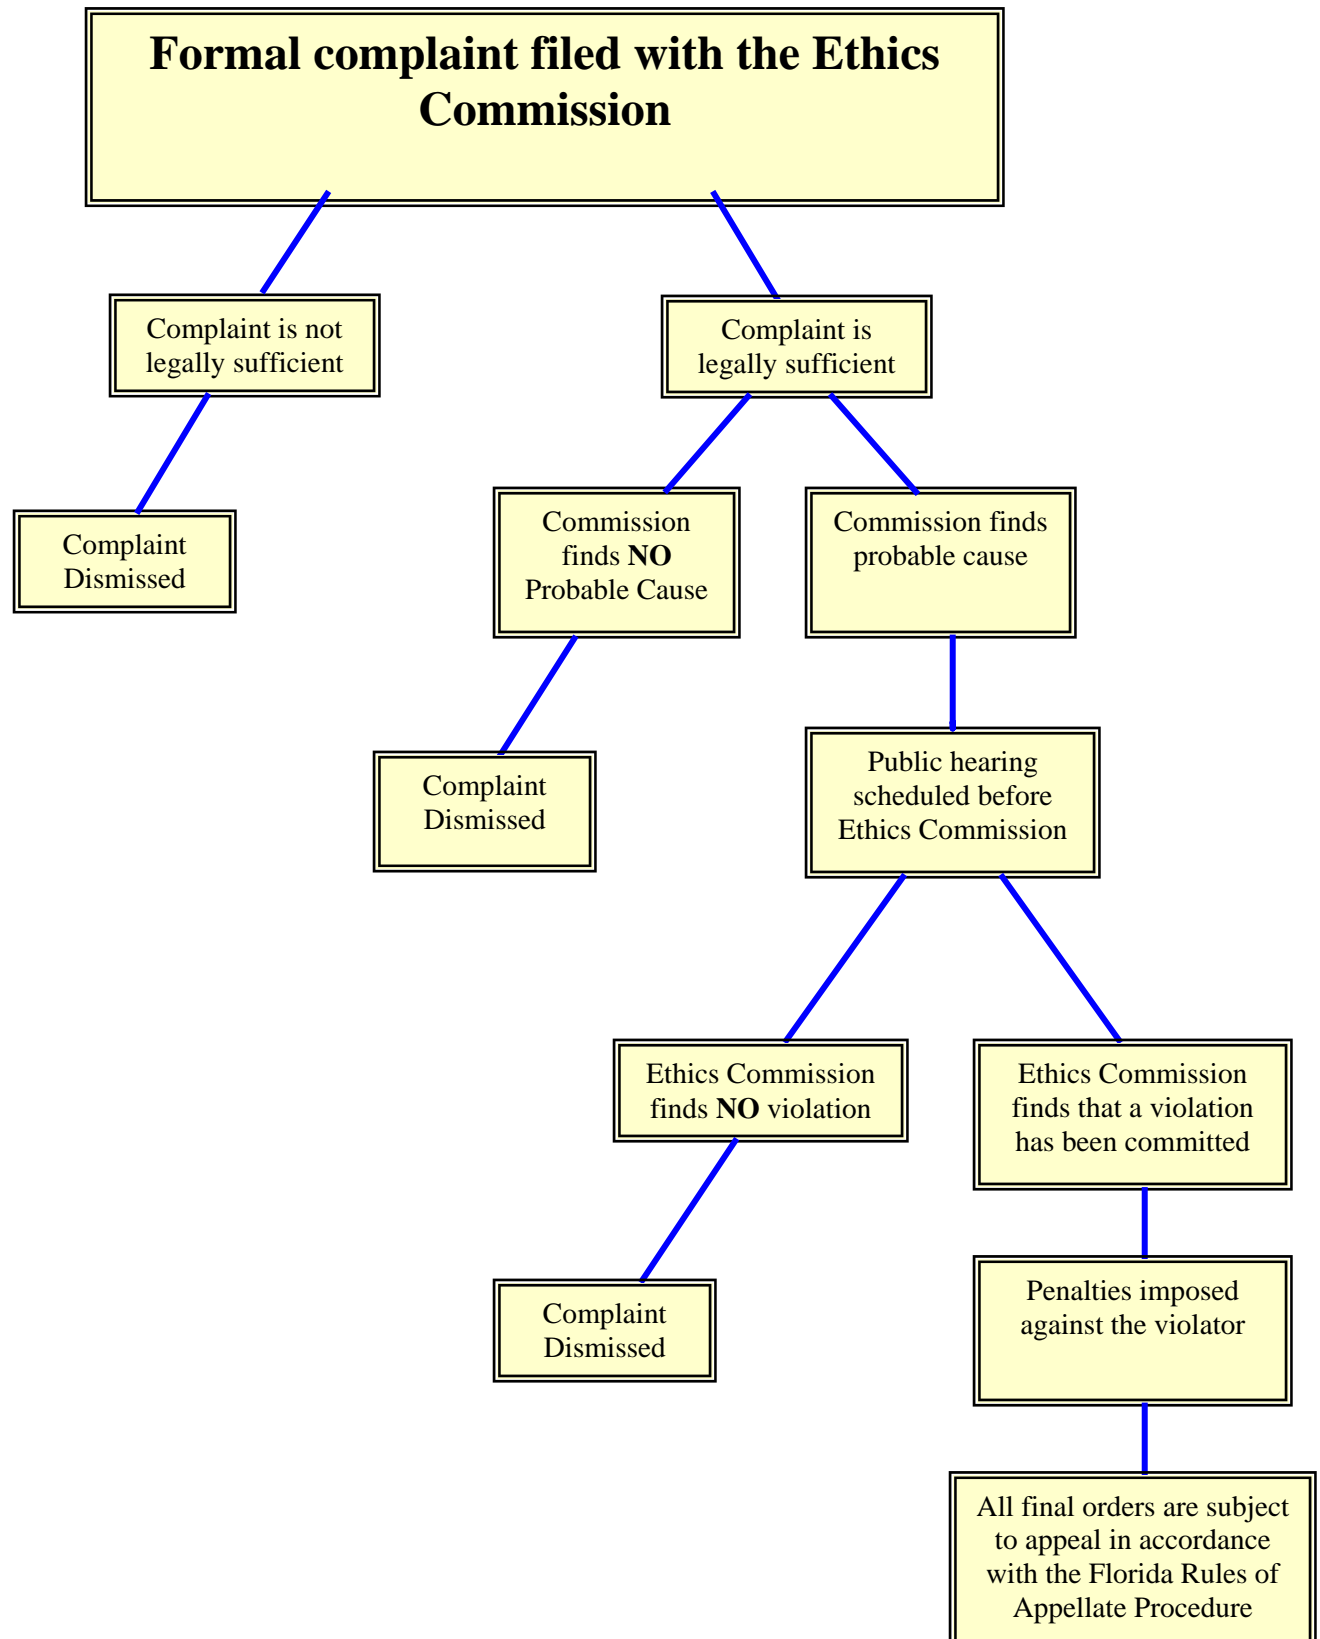 Formal complaint filed with the Ethics
Commission
Complaint is not
legally sufficient
Complaint is
legally sufficient
Complaint
Dismissed
Commission
finds NO
Probable Cause
Commission finds
probable cause
Complaint
Dismissed
Public hearing
scheduled before
Ethics Commission
Ethics Commission
finds NO violation
Ethics Commission
finds that a violation
has been committed
Complaint
Dismissed
Penalties imposed
against the violator
All final orders are subject
to appeal in accordance
with the Florida Rules of
Appellate Procedure